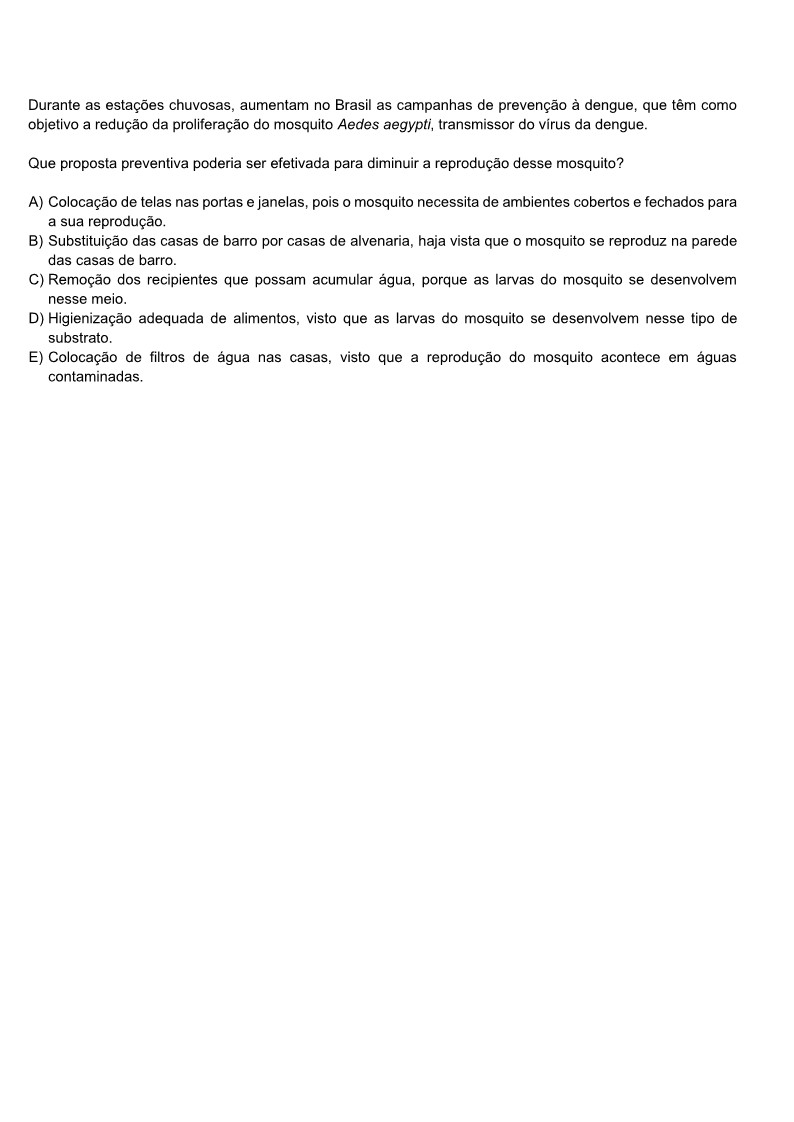 Durante as estações chuvosas, aumentam no Brasil as campanhas de prevenção à dengue, que têm como
objetivo a redução da proliferação do mosquito Aedes aegypti, transmissor do vírus da dengue.
Que proposta preventiva poderia ser efetivada para diminuir a reprodução desse mosquito?
A) Colocação de telas nas portas e janelas, pois o mosquito necessita de ambientes cobertos e fechados para
a sua reprodução.
B) Substituição das casas de barro por casas de alvenaria, haja vista que o mosquito se reproduz na parede
das casas de barro.
C) Remoção dos recipientes que possam acumular água, porque as larvas do mosquito se desenvolvem
nesse meio.
D) Higienização adequada de alimentos, visto que as larvas do mosquito se desenvolvem nesse tipo de
substrato.
E) Colocação de filtros de água nas casas, visto que a reprodução do mosquito acontece em águas
contaminadas.